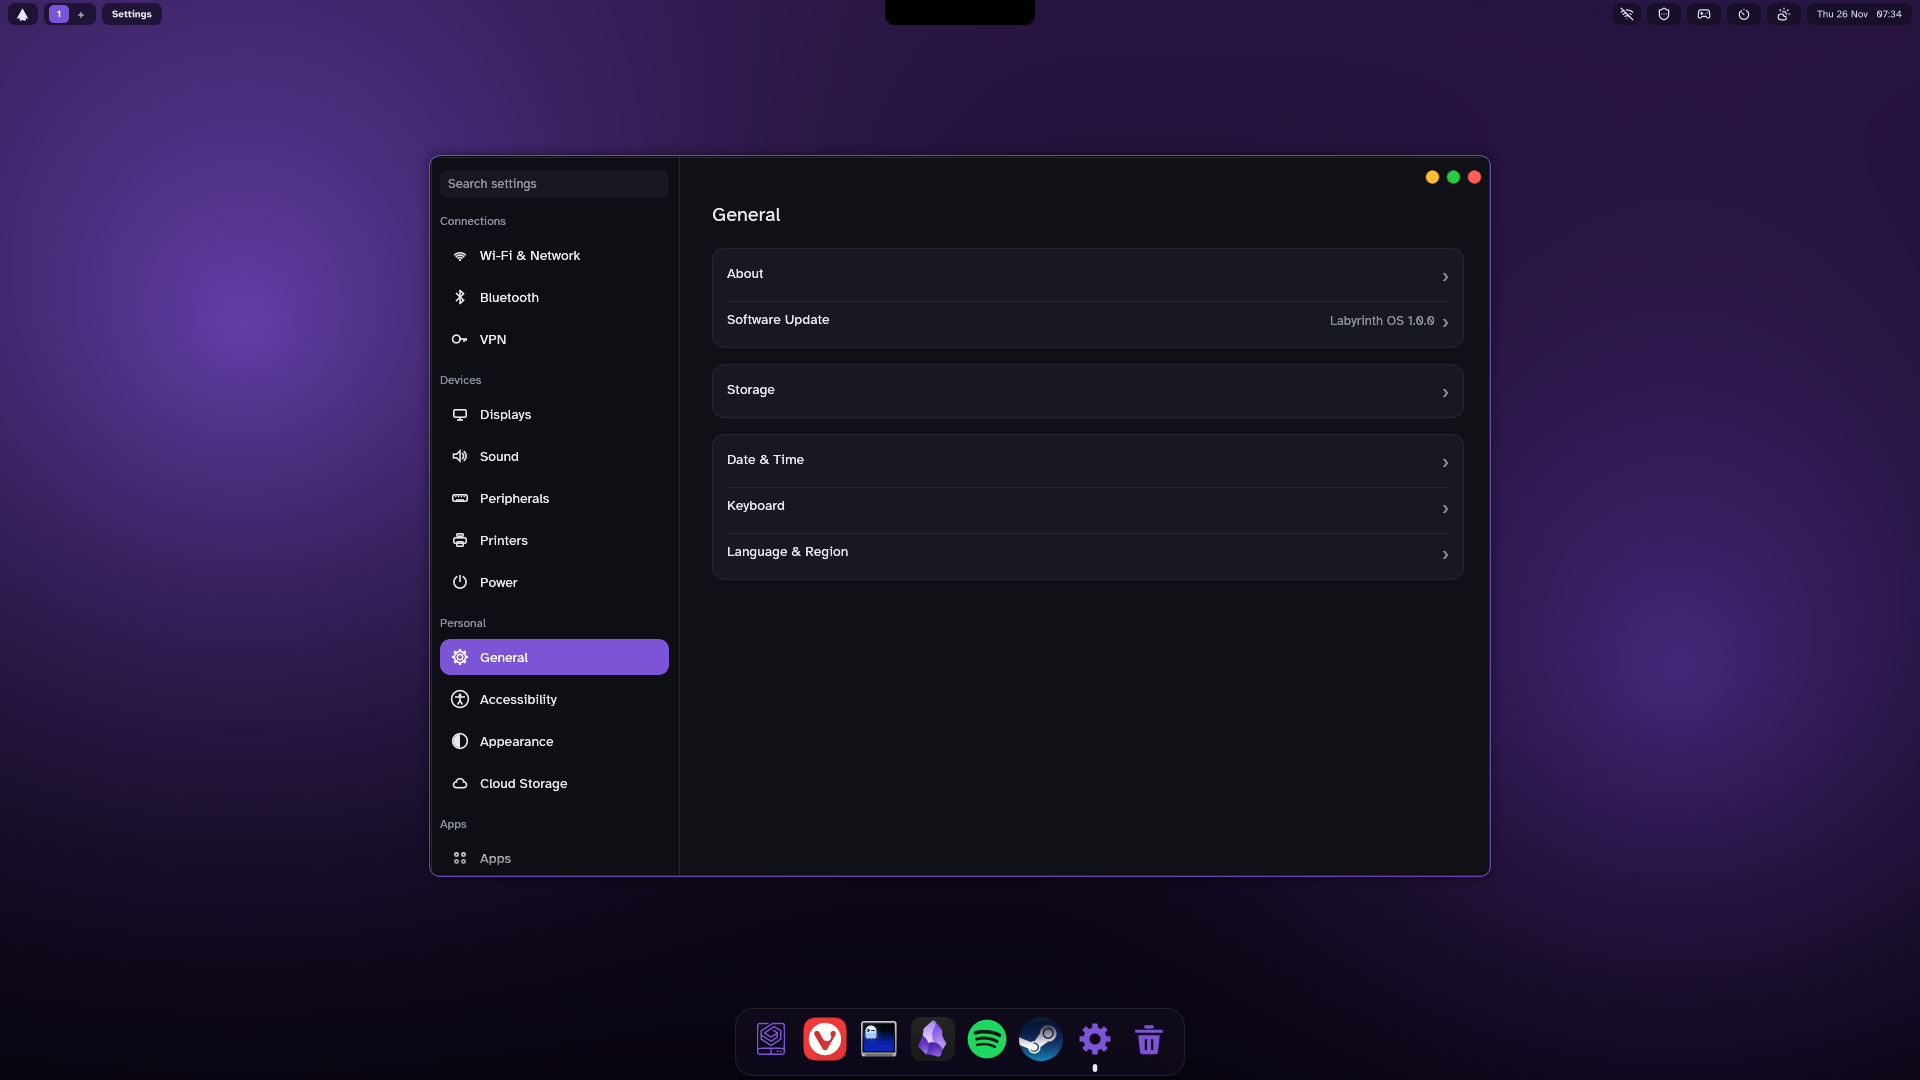 1 + Settings
Thu 26 Nov 07:34
Search settings
Connections
Wi-Fi & Network
Bluetooth
VPN
Devices
Displays
Sound
Peripherals
Printers
Power
Personal
General
Accessibility
Appearance
Cloud Storage
Apps
Apps
General
About
Software Update Labyrinth OS 1.0.0
Storage
Date & Time
Keyboard
Language & Region